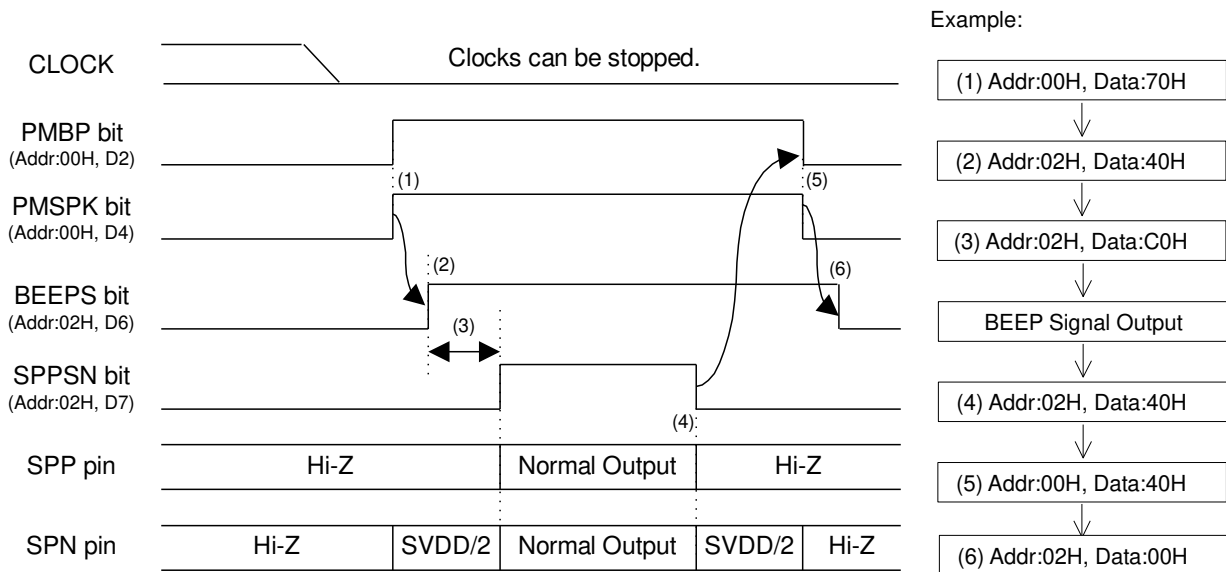 Example:
CLOCK
Clocks can be stopped.
(1) Addr:00H, Data:70H
PMBP bit
(Addr:00H, D2)
(2) Addr:02H, Data:40H
(1)
(5)
PMSPK bit
(Addr:00H, D4)
(3) Addr:02H, Data:C0H
(2)
(6)
BEEPS bit
(Addr:02H, D6)
BEEP Signal Output
(3)
SPPSN bit
(Addr:02H, D7)
(4)
(4) Addr:02H, Data:40H
SPP pin
Hi-Z
Normal Output
Hi-Z
(5) Addr:00H, Data:40H
SPN pin
Hi-Z
SVDD/2
Normal Output
SVDD/2
Hi-Z
(6) Addr:02H, Data:00H